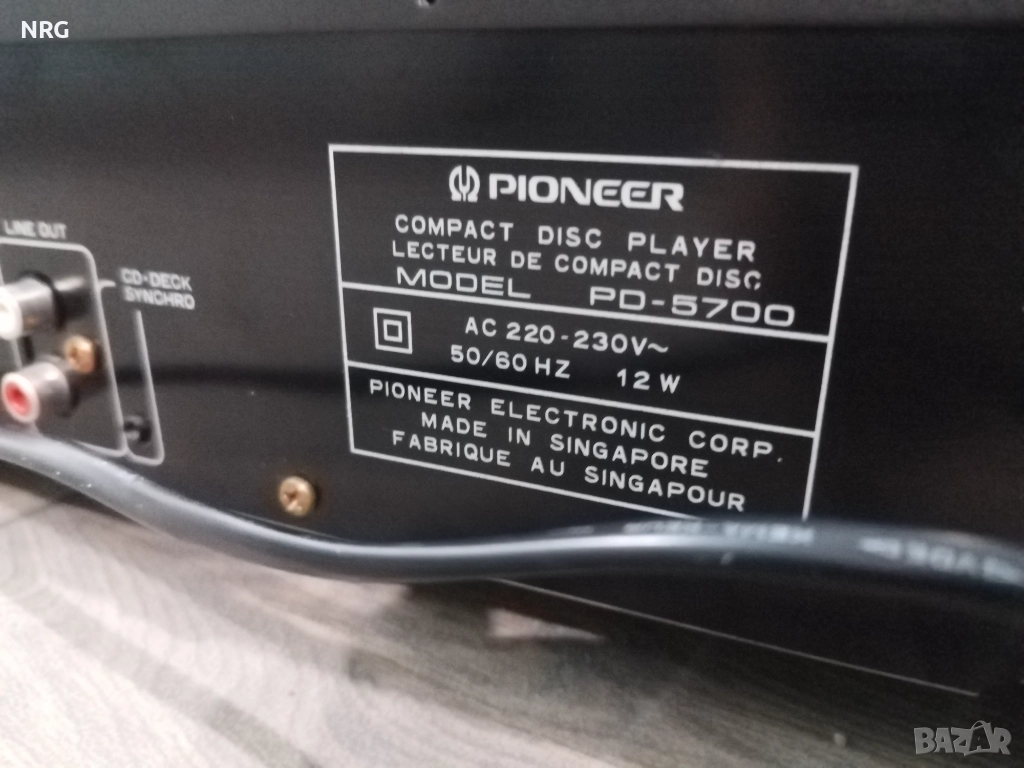 NRG
LINE OUT
CD-DECK
SYNCHRO
PIONEER
COMPACT DISC PLAYER
LECTEUR DE COMPACT DISC
MODEL PD-5700
AC 220-230V~
50/60 HZ 12 W
PIONEER ELECTRONIC CORP.
MADE IN SINGAPORE
FABRIQUE AU SINGAPOUR
BAZAR